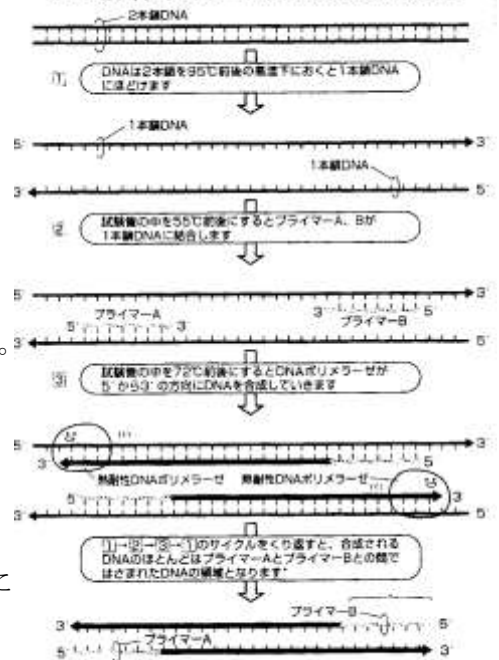 2本鎖DNA
① DNAは2本鎖を95℃前後の高温下におくと1本鎖DNA
にほどけます
1本鎖DNA
5' 3'
1本鎖DNA
3' 5'
② 試験管の中を55℃前後にするとプライマーA、Bが
1本鎖DNAに結合します
5' 3'
プライマーA 3' 5'
5' 3' プライマーB
3' 5'
。
③ 試験管の中を72℃前後にするとDNAポリメラーゼが
5'から3'の方向にDNAを合成していきます
5' 3'
3' 5'
熱耐性DNAポリメラーゼ 熱耐性DNAポリメラーゼ
5' 3'
3' 5'
①→②→③→①のサイクルをくり返すと、合成される
DNAのほとんどはプライマーAとプライマーBとの間で
はさまれたDNAの領域となります
て
プライマーB
3' 5'
プライマーA
5' 3'